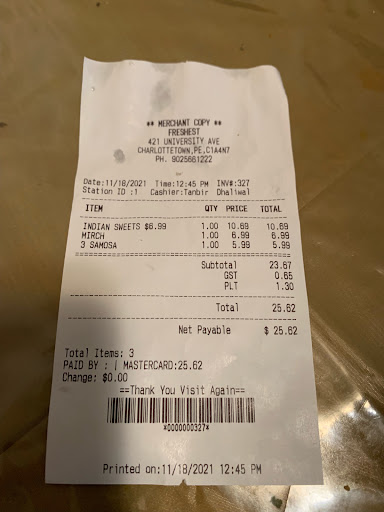 ** MERCHANT COPY **
FRESHEST
421 UNIVERSITY AVE
CHARLOTTETOWN,PE,C1A4N7
PH. 9025661222
Date:11/18/2021 Time:12:45 PM INV#:327
Station ID :1 Cashier:Tanbir Dhaliwal
ITEM QTY PRICE TOTAL
INDIAN SWEETS $6.99 1.00 10.69 10.69
MIRCH 1.00 6.99 6.99
3 SAMOSA 1.00 5.99 5.99
Subtotal 23.67
GST 0.65
PLT 1.30
Total 25.62
Net Payable $ 25.62
Total Items: 3
PAID BY : | MASTERCARD:25.62
Change: $0.00
==Thank You Visit Again==
*0000000327*
Printed on:11/18/2021 12:45 PM